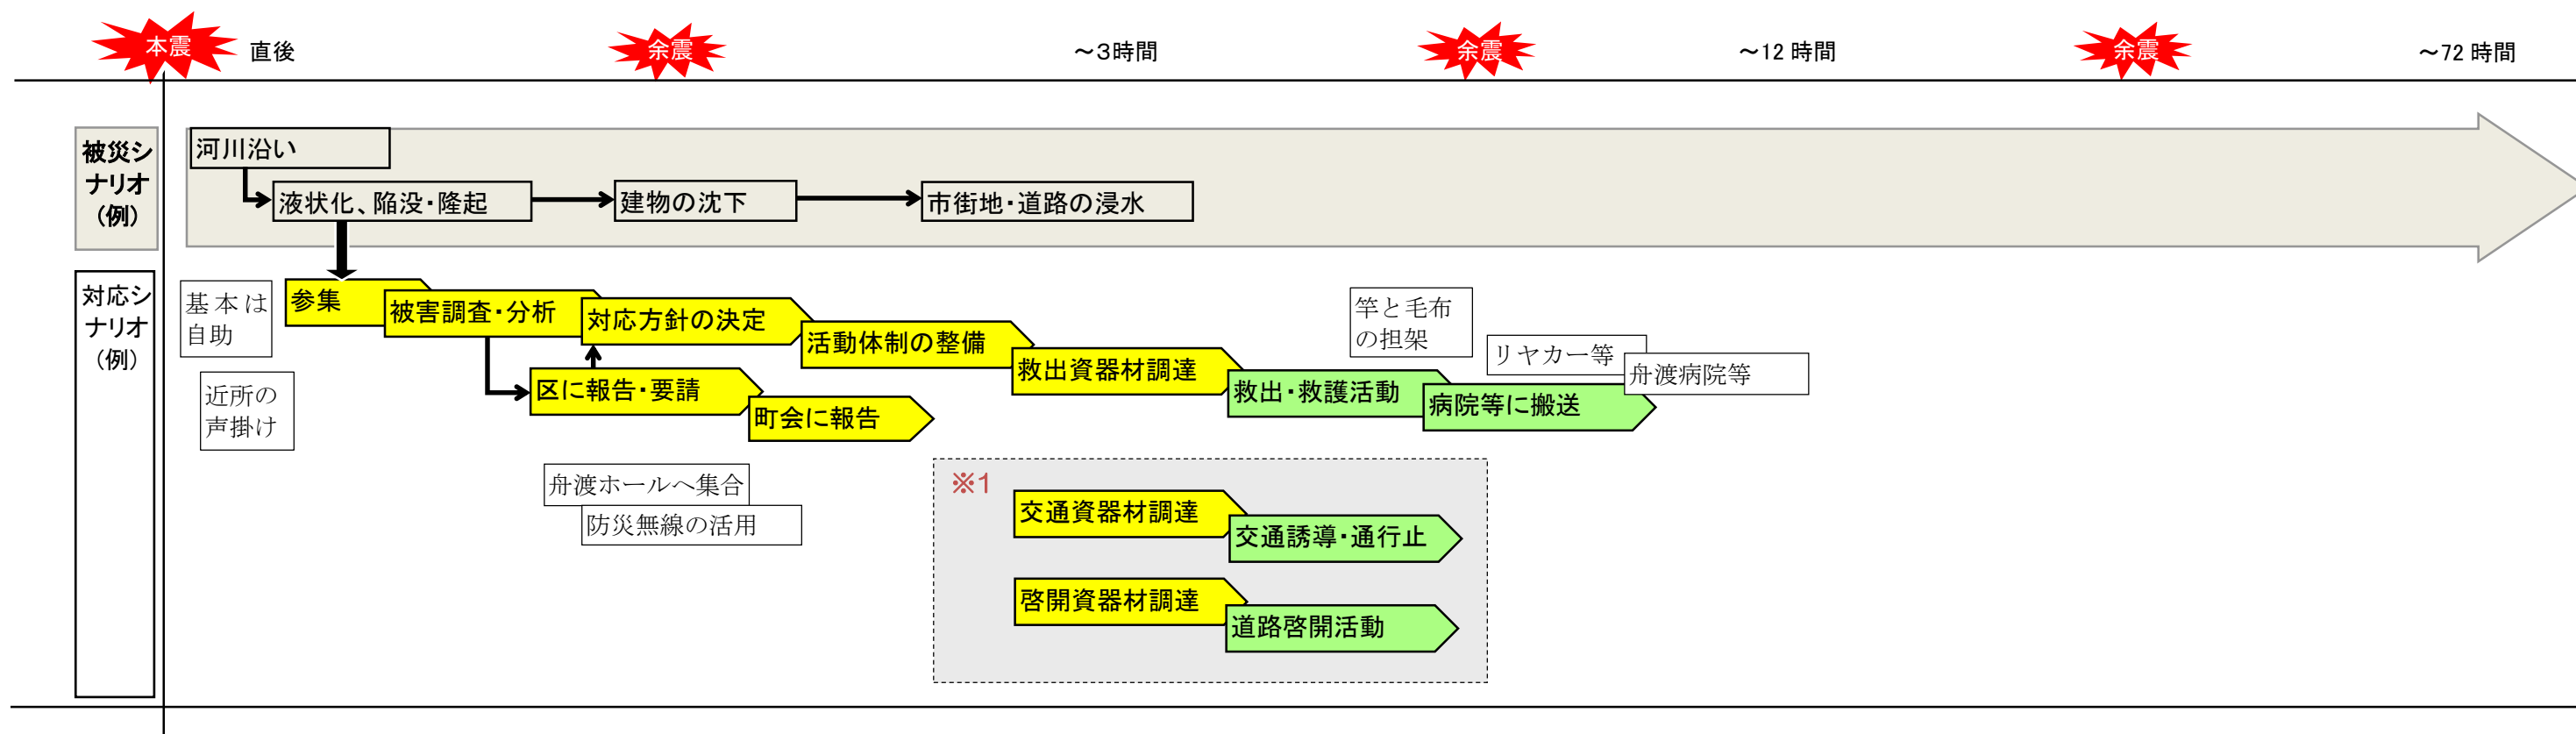 本震
直後
余震
～3時間
余震
～12 時間
余震
～72 時間
被災シ
ナリオ
(例)
河川沿い
液状化、陥没・隆起
建物の沈下
市街地・道路の浸水
対応シ
ナリオ
(例)
基本は
自助
近所の
声掛け
参集
被害調査・分析
対応方針の決定
活動体制の整備
救出資器材調達
救出・救護活動
病院等に搬送
区に報告・要請
町会に報告
竿と毛布
の担架
リヤカー等
舟渡病院等
舟渡ホールへ集合
防災無線の活用
※1
交通資器材調達
交通誘導・通行止
啓開資器材調達
道路啓開活動